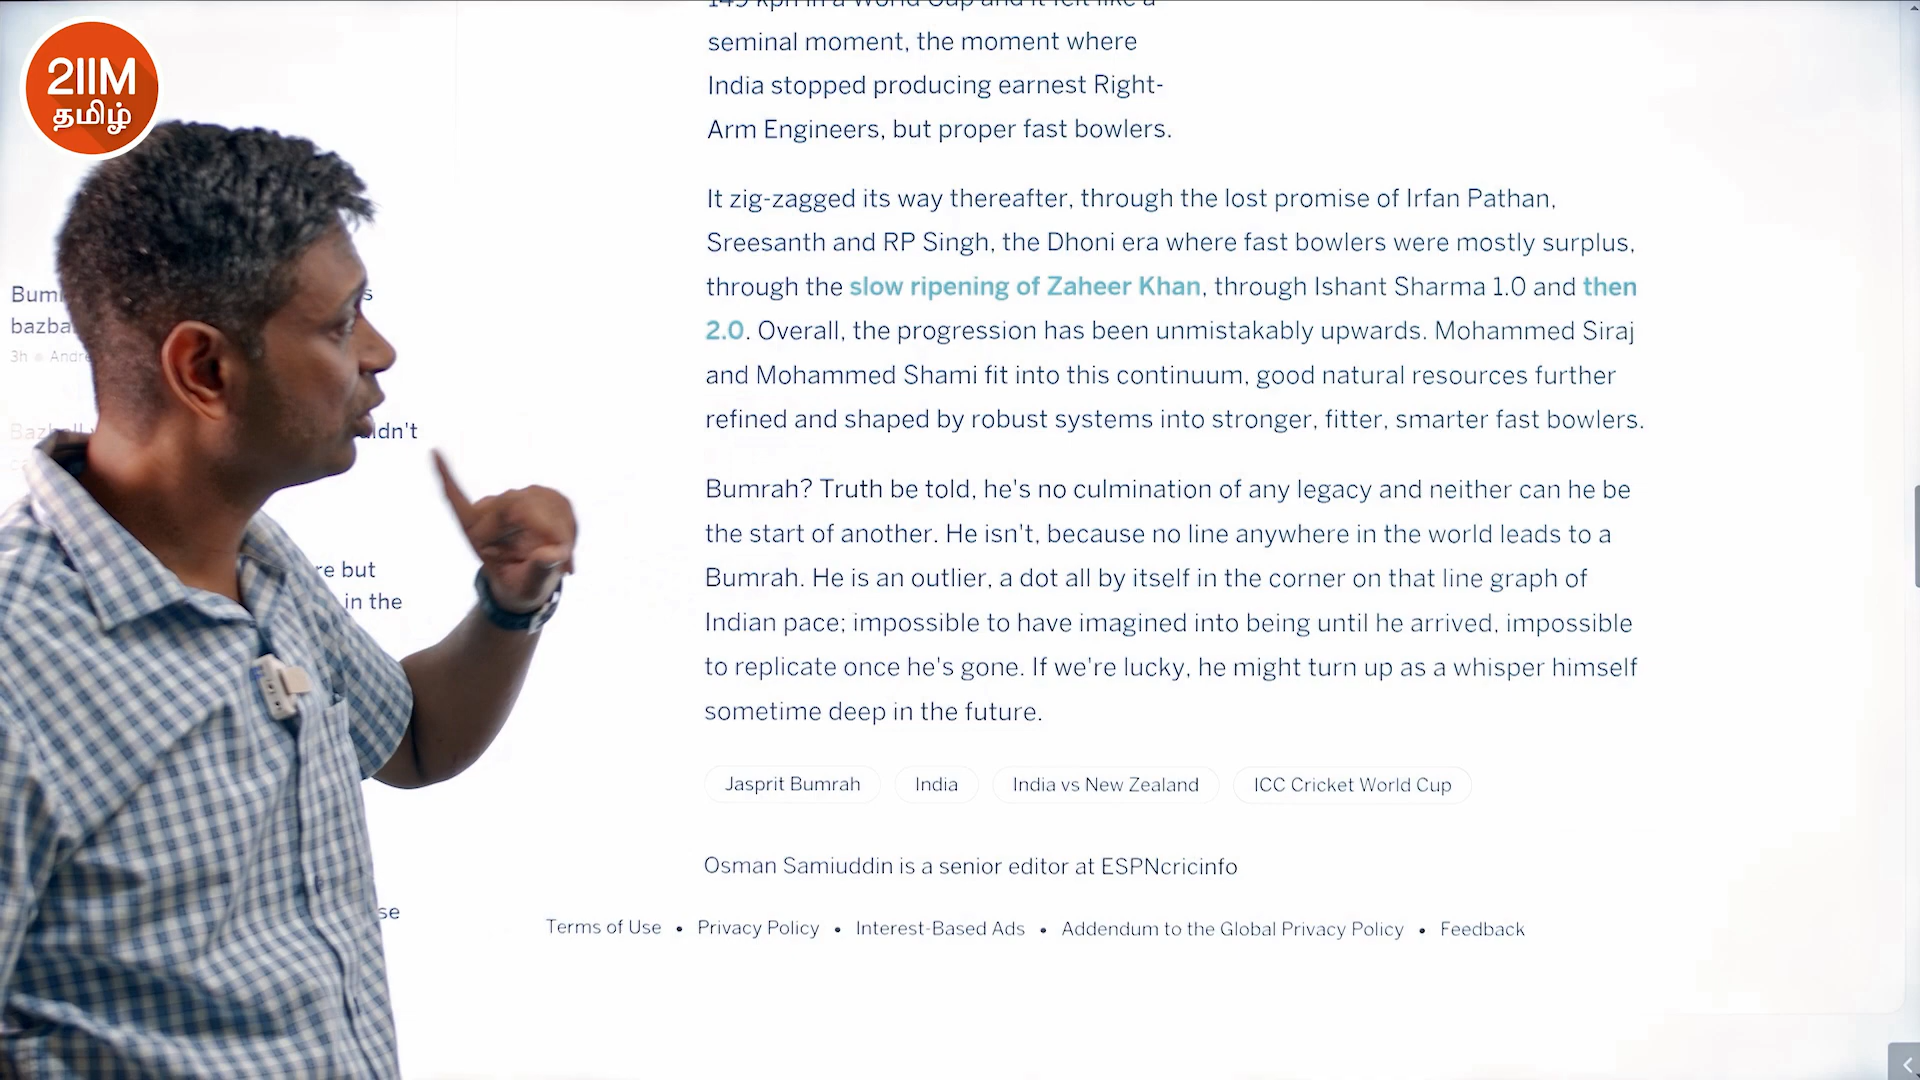 2IIM
தமிழ்
seminal moment, the moment where
India stopped producing earnest Right-
Arm Engineers, but proper fast bowlers.
It zig-zagged its way thereafter, through the lost promise of Irfan Pathan,
Sreesanth and RP Singh, the Dhoni era where fast bowlers were mostly surplus,
through the slow ripening of Zaheer Khan, through Ishant Sharma 1.0 and then
2.0. Overall, the progression has been unmistakably upwards. Mohammed Siraj
and Mohammed Shami fit into this continuum, good natural resources further
refined and shaped by robust systems into stronger, fitter, smarter fast bowlers.
Bumrah? Truth be told, he's no culmination of any legacy and neither can he be
the start of another. He isn't, because no line anywhere in the world leads to a
Bumrah. He is an outlier, a dot all by itself in the corner on that line graph of
Indian pace; impossible to have imagined into being until he arrived, impossible
to replicate once he's gone. If we're lucky, he might turn up as a whisper himself
sometime deep in the future.
Jasprit Bumrah India India vs New Zealand ICC Cricket World Cup
Osman Samiuddin is a senior editor at ESPNcricinfo
Terms of Use • Privacy Policy • Interest-Based Ads • Addendum to the Global Privacy Policy • Feedback
3h
but
in the